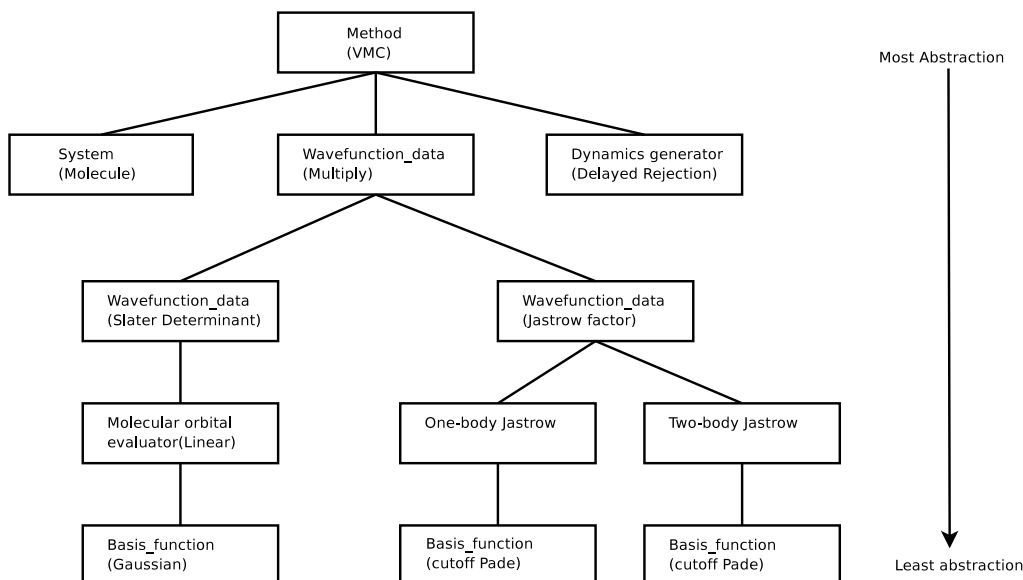 Method
(VMC)
Most Abstraction
System
(Molecule)
Wavefunction_data
(Multiply)
Dynamics generator
(Delayed Rejection)
Wavefunction_data
(Slater Determinant)
Wavefunction_data
(Jastrow factor)
Molecular orbital
evaluator(Linear)
One-body Jastrow
Two-body Jastrow
Basis_function
(Gaussian)
Basis_function
(cutoff Pade)
Basis_function
(cutoff Pade)
Least abstraction